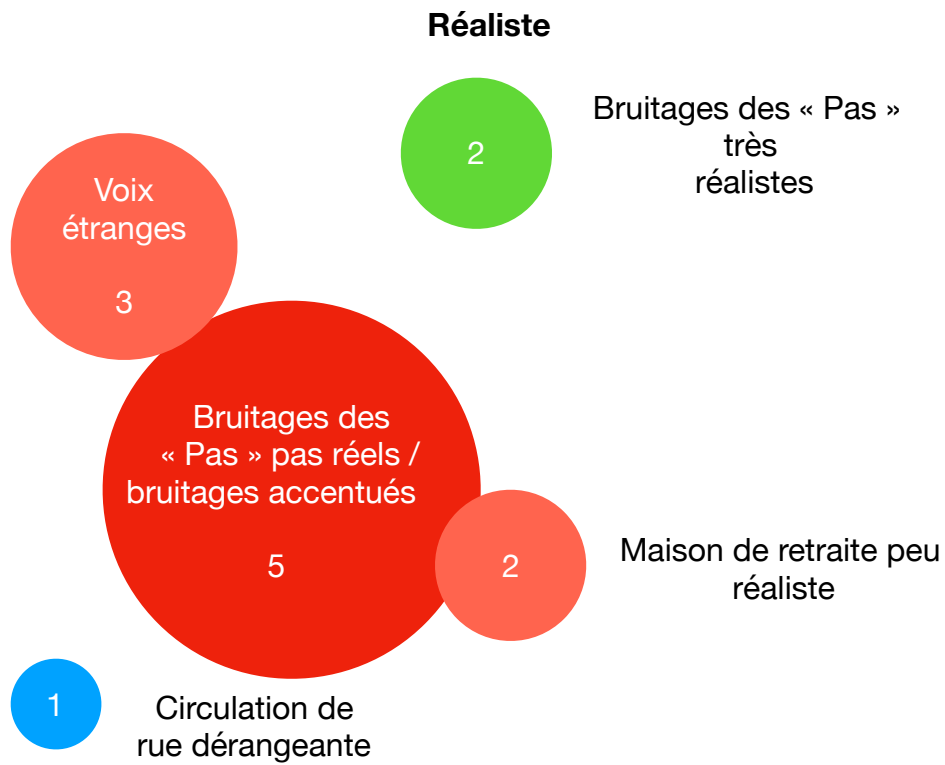 Réaliste
2
Bruitages des « Pas »
très
réalistes
Voix
étranges
3
Bruitages des
« Pas » pas réels /
bruitages accentués
5
2
Maison de retraite peu
réaliste
1
Circulation de
rue dérangeante